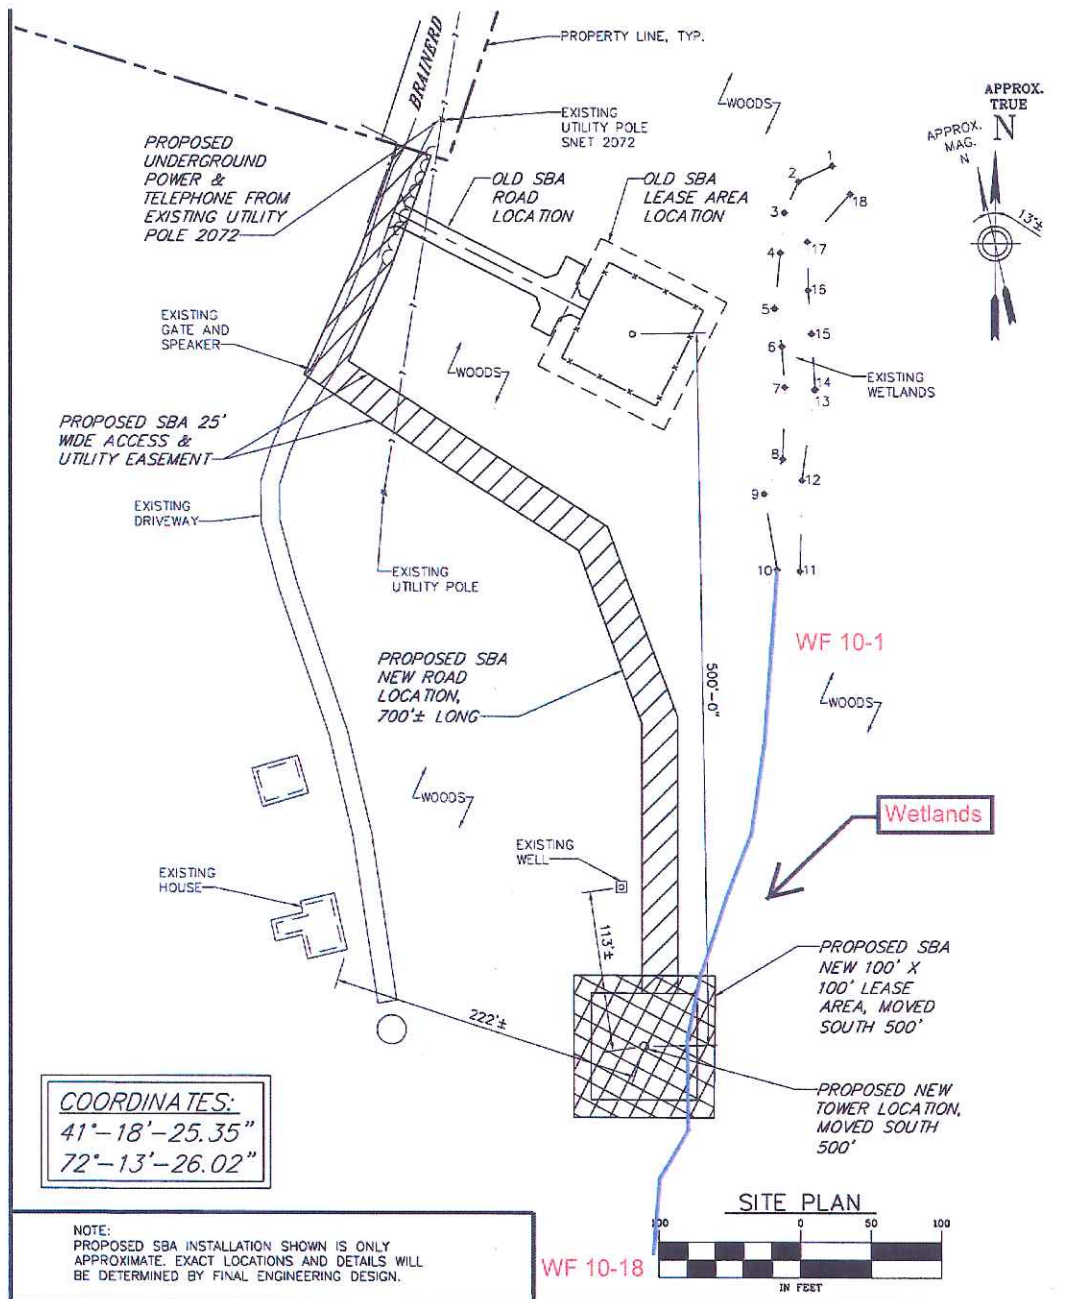 BRAINERD
PROPERTY LINE, TYP.
EXISTING
UTILITY POLE
SNET 2072
WOODS
APPROX.
TRUE
N
APPROX.
MAG.
N
13°±
PROPOSED
UNDERGROUND
POWER &
TELEPHONE FROM
EXISTING UTILITY
POLE 2072
OLD SBA
ROAD
LOCATION
OLD SBA
LEASE AREA
LOCATION
1
2
18
3
17
4
16
5
15
6
EXISTING
GATE AND
SPEAKER
WOODS
7
14
13
EXISTING
WETLANDS
PROPOSED SBA 25'
WIDE ACCESS &
UTILITY EASEMENT
8
12
9
EXISTING
DRIVEWAY
EXISTING
UTILITY POLE
10
11
WF 10-1
PROPOSED SBA
NEW ROAD
LOCATION,
700'± LONG
500'-0"
WOODS
WOODS
Wetlands
EXISTING
WELL
EXISTING
HOUSE
113'±
222'±
PROPOSED SBA
NEW 100' X
100' LEASE
AREA, MOVED
SOUTH 500'
PROPOSED NEW
TOWER LOCATION,
MOVED SOUTH
500'
COORDINATES:
41°-18'-25.35"
72°-13'-26.02"
SITE PLAN
0 50 100
IN FEET
NOTE:
PROPOSED SBA INSTALLATION SHOWN IS ONLY
APPROXIMATE. EXACT LOCATIONS AND DETAILS WILL
BE DETERMINED BY FINAL ENGINEERING DESIGN.
WF 10-18